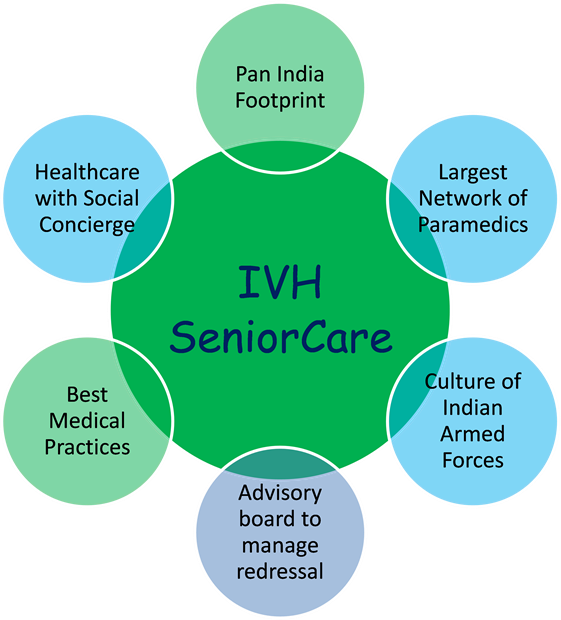 Pan India
Footprint
Largest
Network of
Paramedics
Culture of
Indian
Armed
Forces
Advisory
board to
manage
redressal
Best
Medical
Practices
Healthcare
with Social
Concierge
IVH
SeniorCare